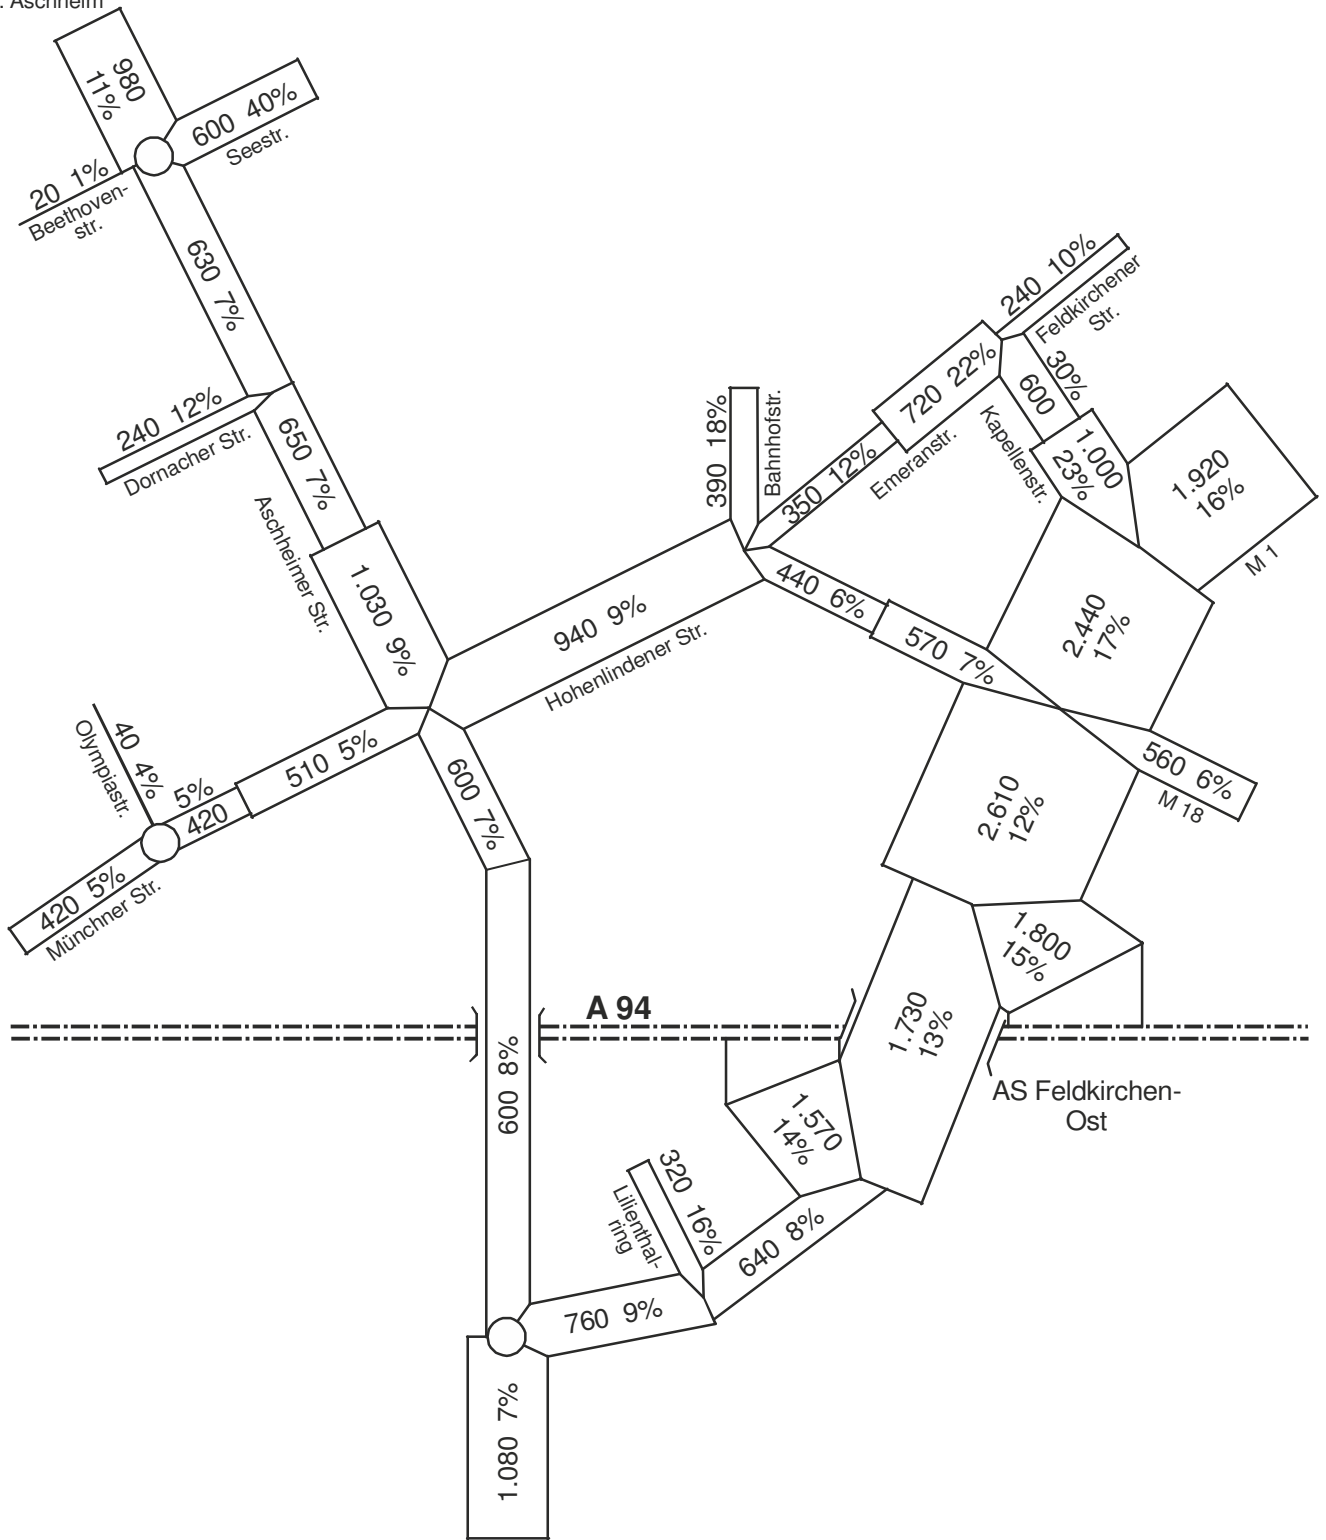 . Aschheim
980
11%
600 40%
Seestr.
20 1%
Beethoven-
str.
630 7%
240 12%
Dornacher Str.
650 7%
Aschheimer Str.
1.030 9%
390 18%
Bahnhofstr.
350 12%
Emeranstr.
720 22%
240 10%
Feldkirchener
Str.
30%
600
Kapellenstr.
1.000
23%
1.920
16%
M 1
940 9%
Hohenlindener Str.
440 6%
570 7%
2.440
17%
560 6%
M 18
40 4%
Olympiastr.
5%
420
510 5%
600 7%
420 5%
Münchner Str.
2.610
12%
1.800
15%
A 94
1.730
13%
600 8%
AS Feldkirchen-
Ost
1.570
14%
320 16%
Lilienthal-
ring
640 8%
760 9%
1.080 7%